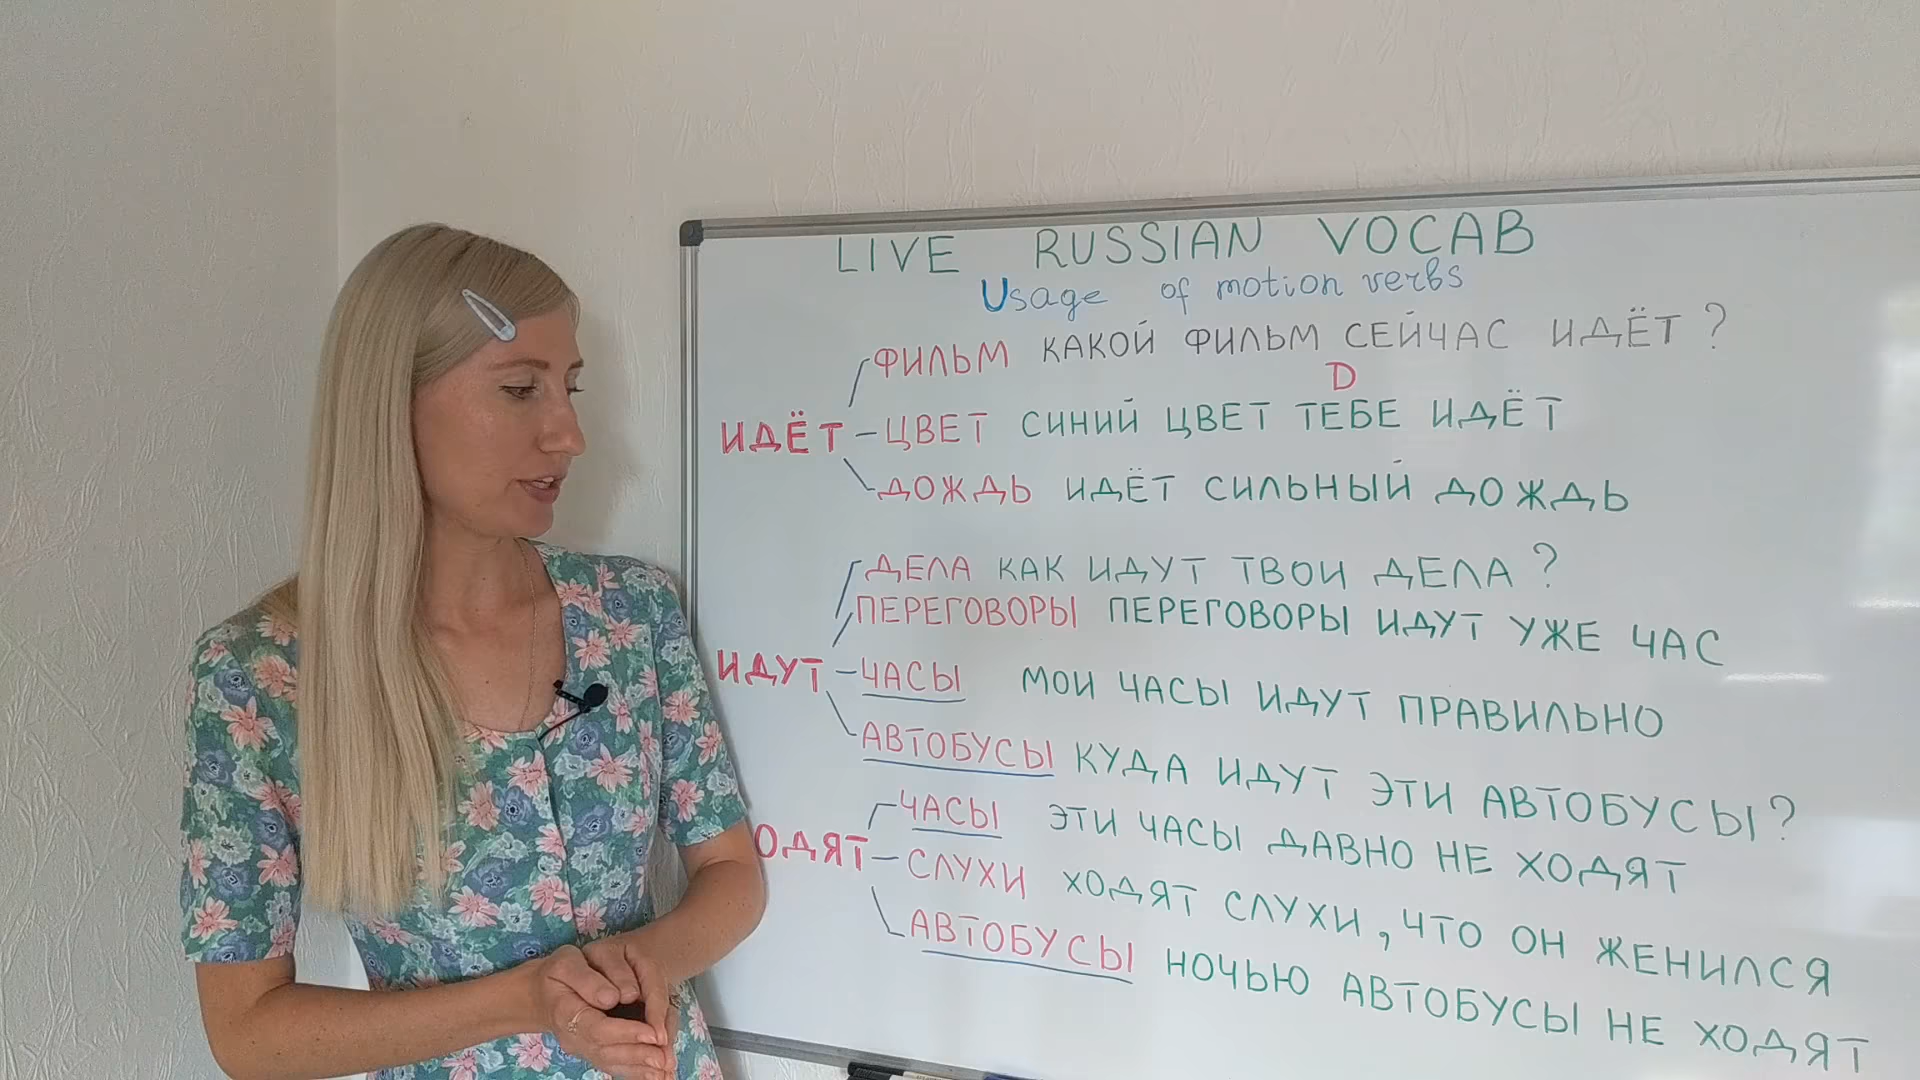 LIVE RUSSIAN VOCAB
Usage of motion verbs
ФИЛЬМ КАКОЙ ФИЛЬМ СЕЙЧАС ИДЁТ?
D
ИДЁТ - ЦВЕТ СИНИЙ ЦВЕТ ТЕБЕ ИДЁТ
ДОЖДЬ ИДЁТ СИЛЬНЫЙ ДОЖДЬ
ДЕЛА КАК ИДУТ ТВОИ ДЕЛА?
ПЕРЕГОВОРЫ ПЕРЕГОВОРЫ ИДУТ УЖЕ ЧАС
ИДУТ - ЧАСЫ МОИ ЧАСЫ ИДУТ ПРАВИЛЬНО
АВТОБУСЫ КУДА ИДУТ ЭТИ АВТОБУСЫ?
ЧАСЫ ЭТИ ЧАСЫ ДАВНО НЕ ХОДЯТ
ОДЯТ - СЛУХИ ХОДЯТ СЛУХИ, ЧТО ОН ЖЕНИЛСЯ
АВТОБУСЫ НОЧЬЮ АВТОБУСЫ НЕ ХОДЯТ